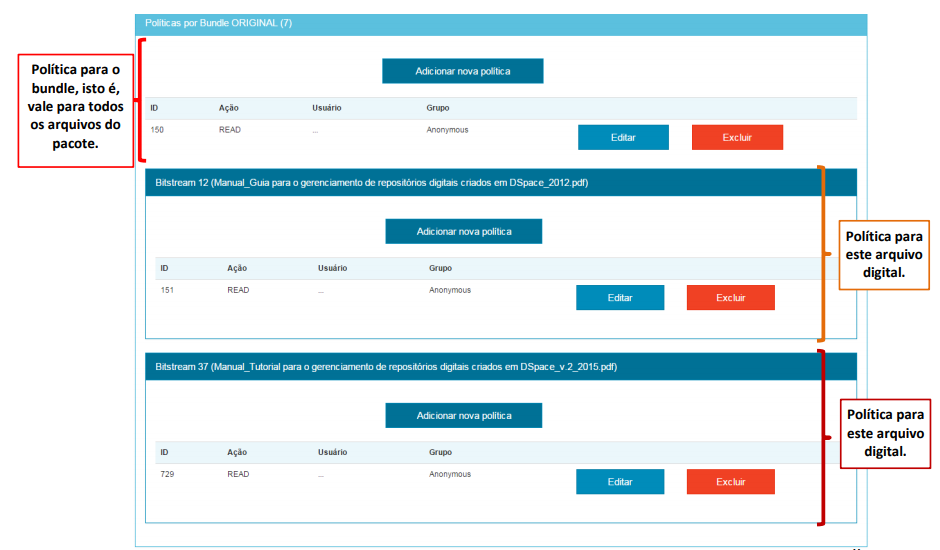 Políticas por Bundle ORIGINAL (7)
Política para o
bundle, isto é,
vale para todos
os arquivos do
pacote.
Adicionar nova política
ID Ação Usuário Grupo
150 READ ... Anonymous Editar Excluir
Bitstream 12 (Manual_Guia para o gerenciamento de repositórios digitais criados em DSpace_2012.pdf)
Adicionar nova política
ID Ação Usuário Grupo
151 READ ... Anonymous Editar Excluir
Política para
este arquivo
digital.
Bitstream 37 (Manual_Tutorial para o gerenciamento de repositórios digitais criados em DSpace_v.2_2015.pdf)
Adicionar nova política
ID Ação Usuário Grupo
729 READ ... Anonymous Editar Excluir
Política para
este arquivo
digital.